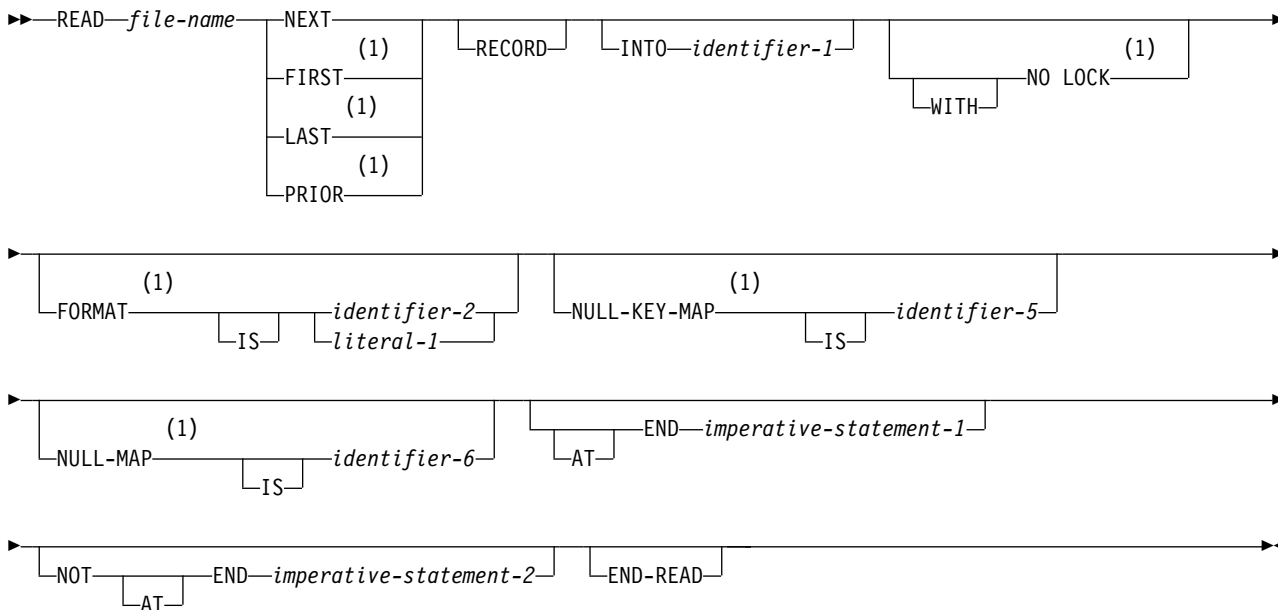 READ file-name NEXT
(1)
(1)
RECORD INTO identifier-1 NO LOCK
FIRST WITH
(1)
LAST
(1)
PRIOR
(1) (1)
FORMAT identifier-2 NULL-KEY-MAP identifier-5
IS literal-1 IS
(1) END imperative-statement-1
NULL-MAP identifier-6 AT
IS
NOT END imperative-statement-2 END-READ
AT